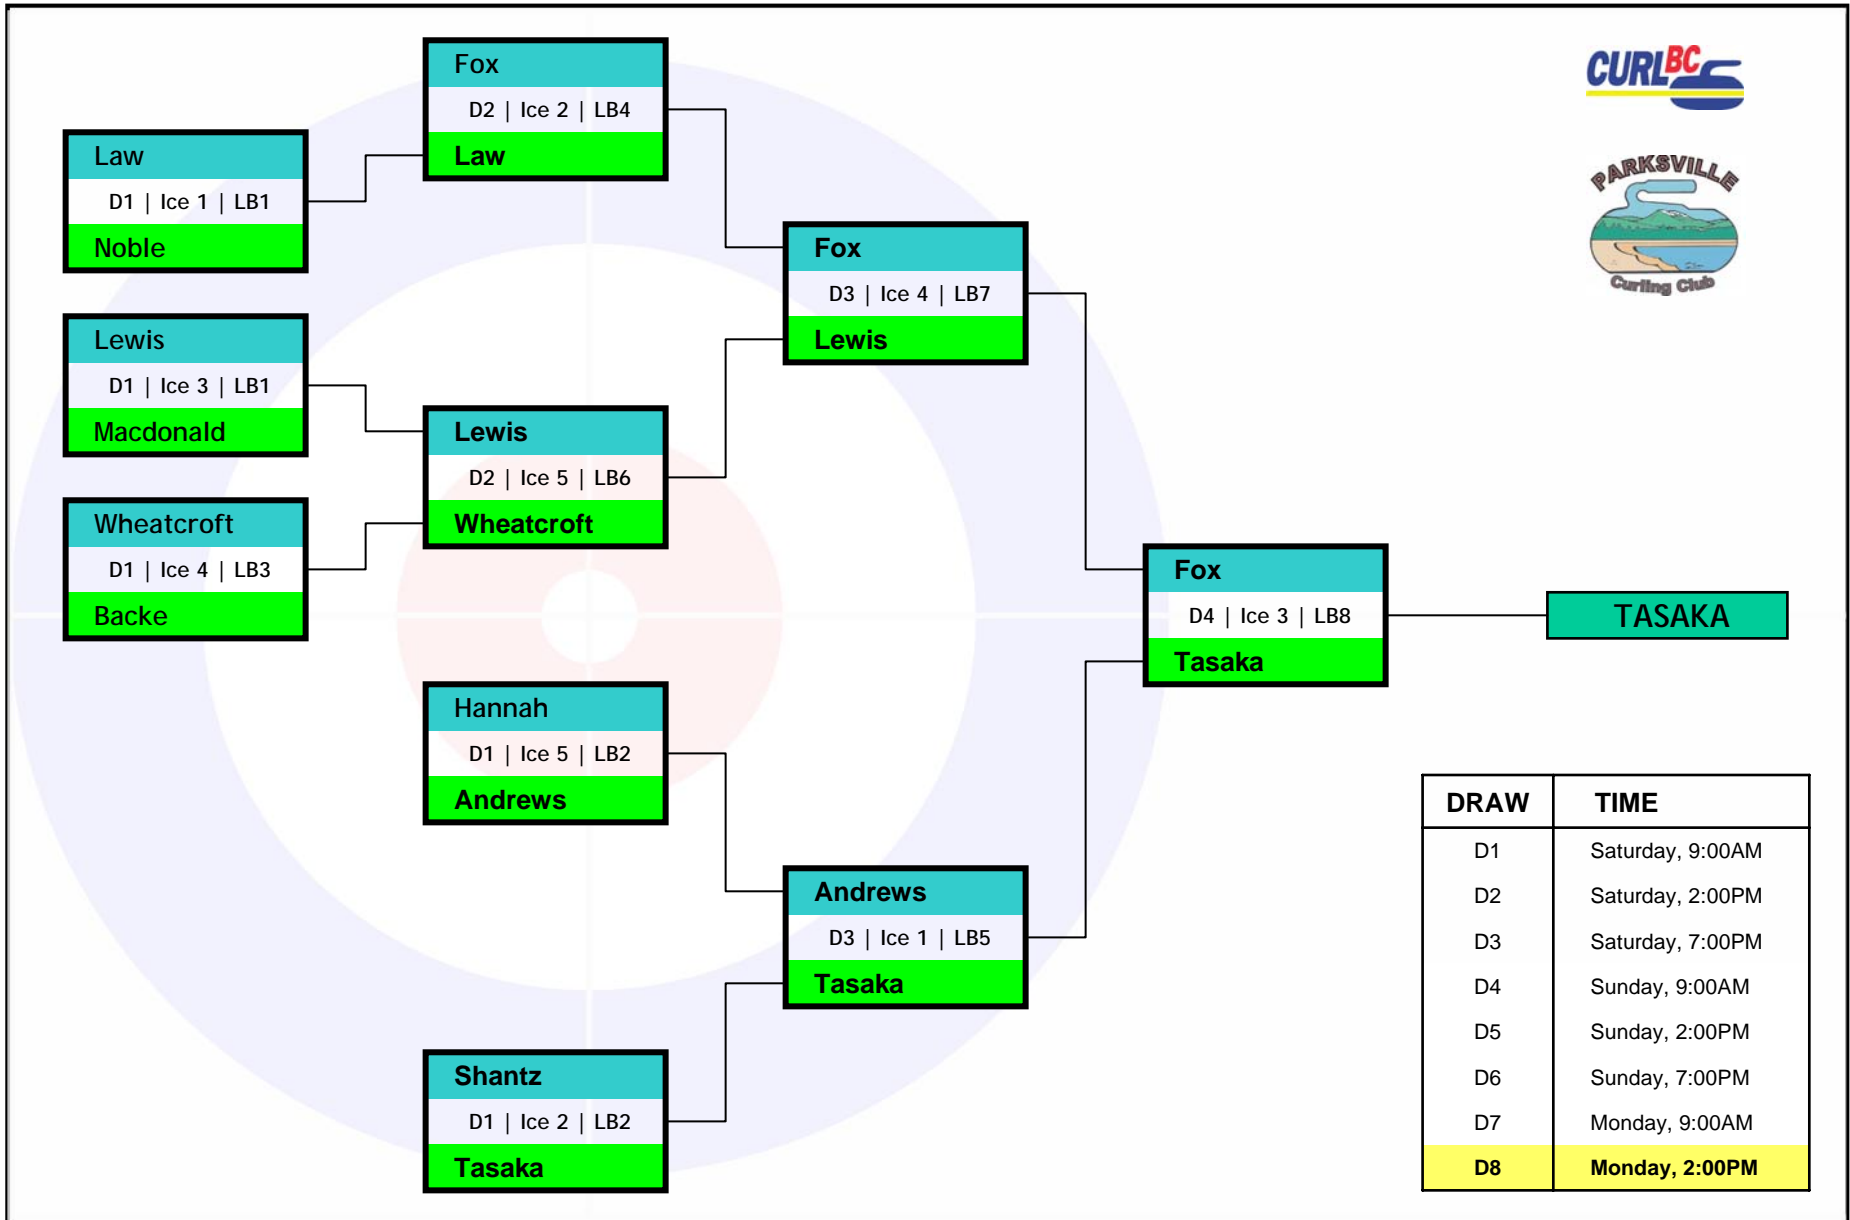 CURLBC
PARKSVILLE
Curling Club
Law
D1 | Ice 1 | LB1
Noble
Lewis
D1 | Ice 3 | LB1
Macdonald
Wheatcroft
D1 | Ice 4 | LB3
Backe
Fox
D2 | Ice 2 | LB4
Law
Lewis
D2 | Ice 5 | LB6
Wheatcroft
Hannah
D1 | Ice 5 | LB2
Andrews
Shantz
D1 | Ice 2 | LB2
Tasaka
Fox
D3 | Ice 4 | LB7
Lewis
Andrews
D3 | Ice 1 | LB5
Tasaka
Fox
D4 | Ice 3 | LB8
Tasaka
TASAKA
DRAW TIME
D1 Saturday, 9:00AM
D2 Saturday, 2:00PM
D3 Saturday, 7:00PM
D4 Sunday, 9:00AM
D5 Sunday, 2:00PM
D6 Sunday, 7:00PM
D7 Monday, 9:00AM
D8 Monday, 2:00PM